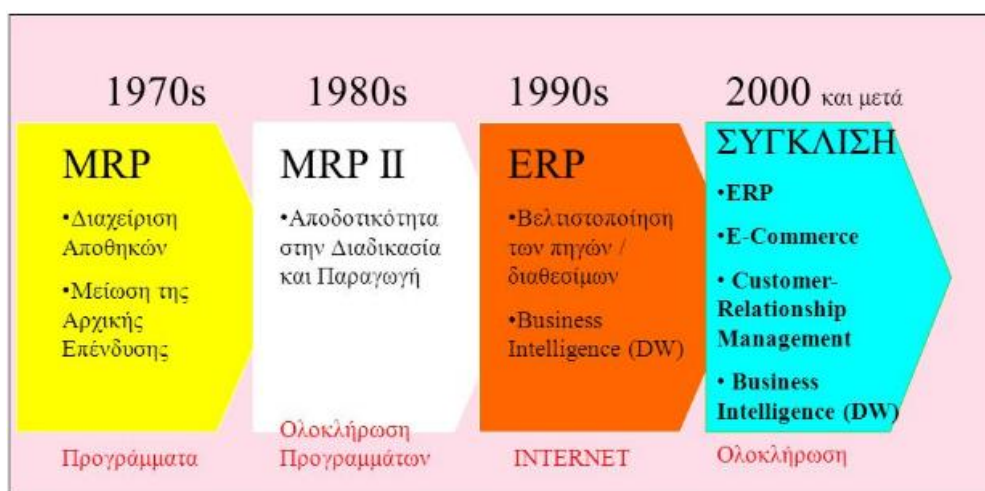 1970s
MRP
•Διαχείριση
Αποθηκών
•Μείωση της
Αρχικής
Επένδυσης
Προγράμματα
1980s
MRP II
•Αποδοτικότητα
στην Διαδικασία
και Παραγωγή
Ολοκλήρωση
Προγραμμάτων
1990s
ERP
•Βελτιστοποίηση
των πηγών /
διαθεσίμων
•Business
Intelligence (DW)
INTERNET
2000 και μετά
ΣΥΓΚΛΙΣΗ
•ERP
•E-Commerce
• Customer-
Relationship
Management
• Business
Intelligence (DW)
Ολοκλήρωση